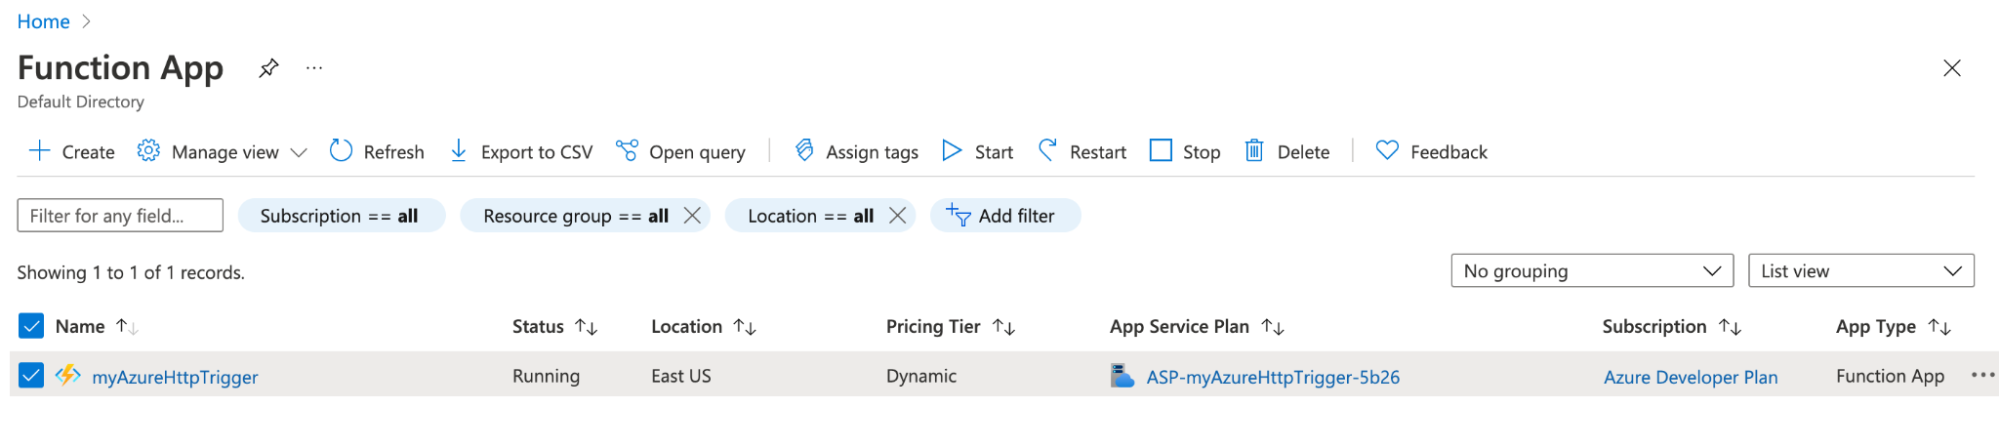 Home
Function App
Default Directory
Create Manage view Refresh Export to CSV Open query Assign tags Start Restart Stop Delete Feedback
Filter for any field... Subscription == all Resource group == all Location == all Add filter
Showing 1 to 1 of 1 records. No grouping List view
Name Status Location Pricing Tier App Service Plan Subscription App Type
myAzureHttpTrigger Running East US Dynamic ASP-myAzureHttpTrigger-5b26 Azure Developer Plan Function App